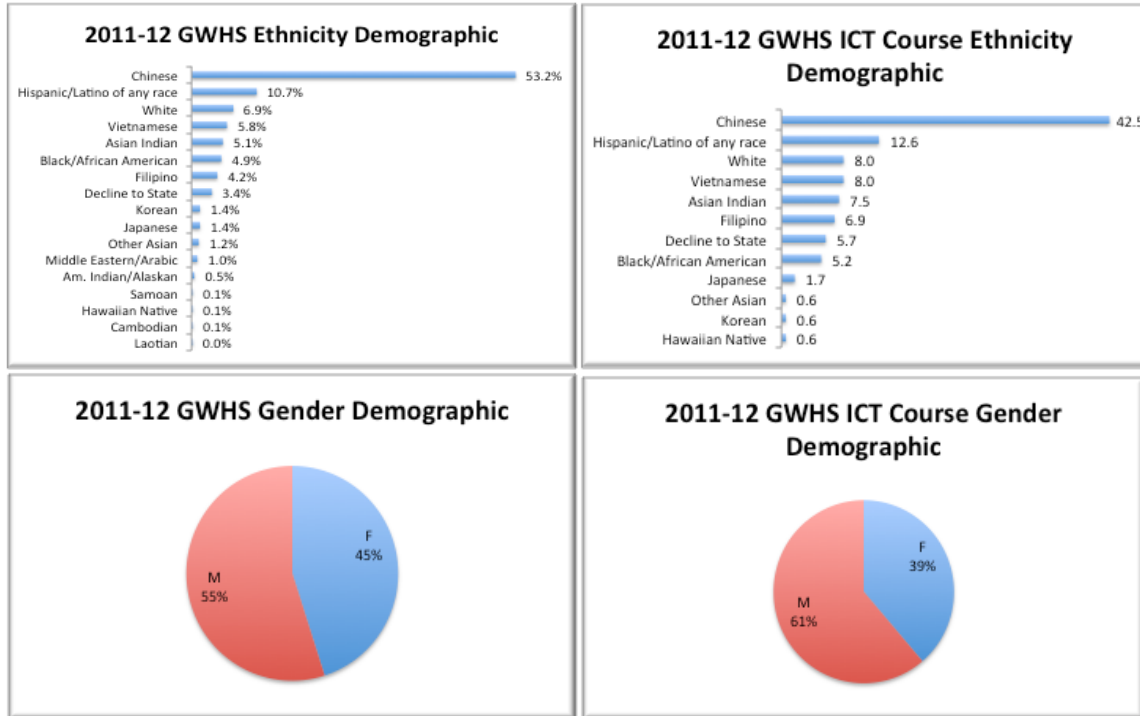 2011-12 GWHS Ethnicity Demographic
Chinese 53.2%
Hispanic/Latino of any race 10.7%
White 6.9%
Vietnamese 5.8%
Asian Indian 5.1%
Black/African American 4.9%
Filipino 4.2%
Decline to State 3.4%
Korean 1.4%
Japanese 1.4%
Other Asian 1.2%
Middle Eastern/Arabic 1.0%
Am. Indian/Alaskan 0.5%
Samoan 0.1%
Hawaiian Native 0.1%
Cambodian 0.1%
Laotian 0.0%
2011-12 GWHS ICT Course Ethnicity
Demographic
Chinese 42.5
Hispanic/Latino of any race 12.6
White 8.0
Vietnamese 8.0
Asian Indian 7.5
Filipino 6.9
Decline to State 5.7
Black/African American 5.2
Japanese 1.7
Other Asian 0.6
Korean 0.6
Hawaiian Native 0.6
2011-12 GWHS Gender Demographic
F
45%
M
55%
2011-12 GWHS ICT Course Gender
Demographic
F
39%
M
61%